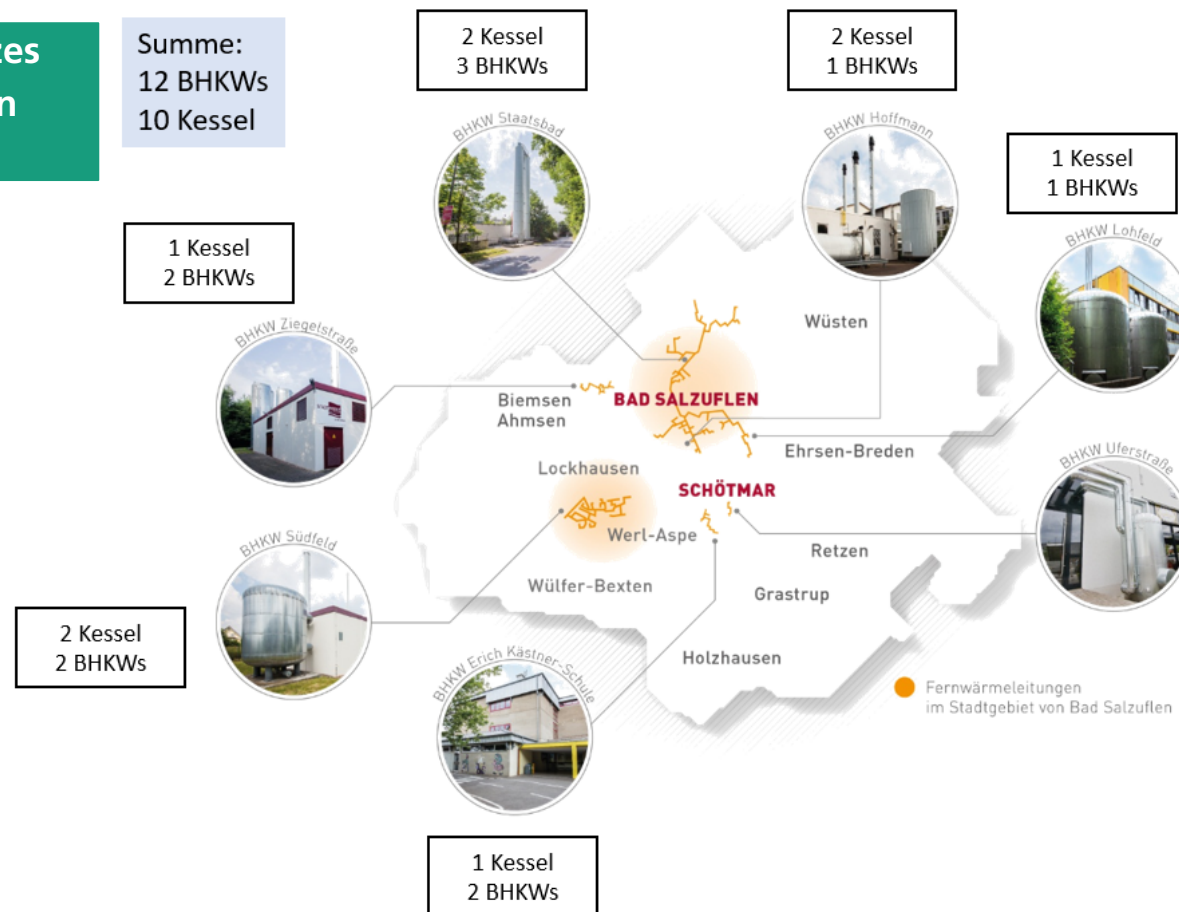 zes
n
Summe:
12 BHKWs
10 Kessel
2 Kessel
3 BHKWs
2 Kessel
1 BHKWs
1 Kessel
1 BHKWs
1 Kessel
2 BHKWs
2 Kessel
2 BHKWs
1 Kessel
2 BHKWs
BHKW Staatsbad
BHKW Hoffmann
BHKW Lohfeld
BHKW Ziegelstraße
BHKW Uferstraße
BHKW Südfeld
BHKW Erich Kästner-Schule
Wüsten
Biemsen
Ahmsen
BAD SALZUFLEN
Ehrsen-Breden
Lockhausen
SCHÖTMAR
Werl-Aspe
Retzen
Wülfer-Bexten
Grastrup
Holzhausen
Fernwärmeleitungen
im Stadtgebiet von Bad Salzuflen